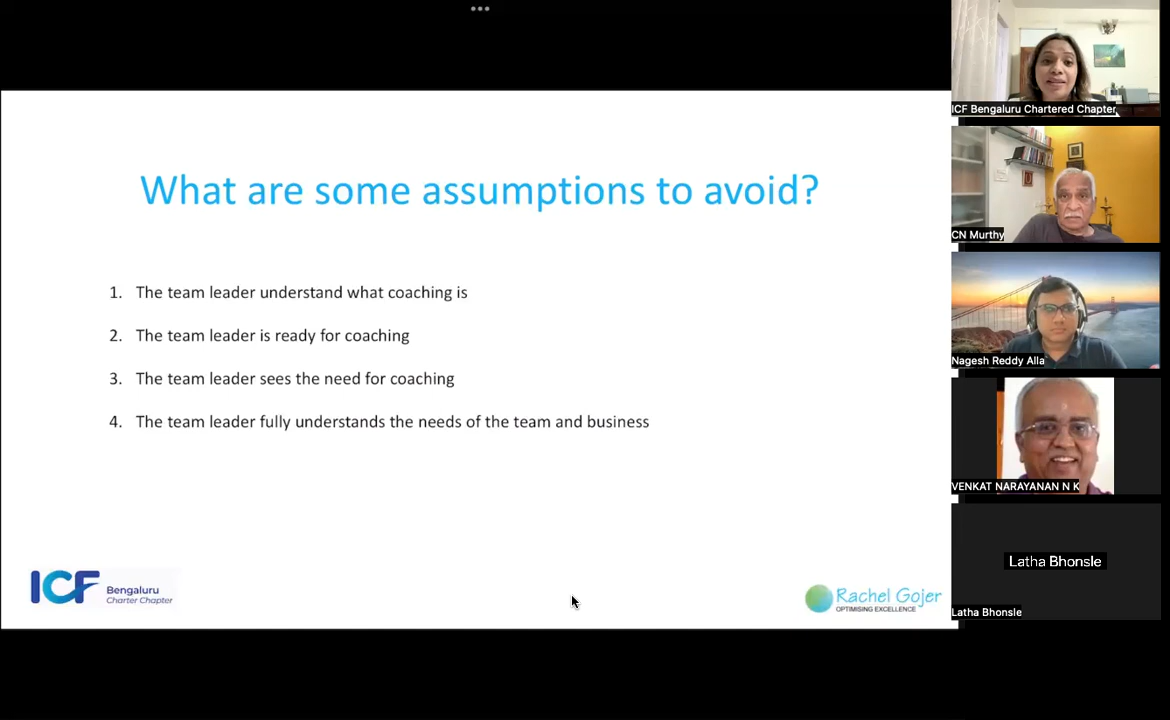 What are some assumptions to avoid?
1. The team leader understand what coaching is
2. The team leader is ready for coaching
3. The team leader sees the need for coaching
4. The team leader fully understands the needs of the team and business
ICF Bengaluru
Charter Chapter
Rachel Gojer
OPTIMISING EXCELLENCE
ICF Bengaluru Chartered Chapter
CN Murthy
Nagesh Reddy Alla
VENKAT NARAYANAN N K
Latha Bhonsle
Latha Bhonsle